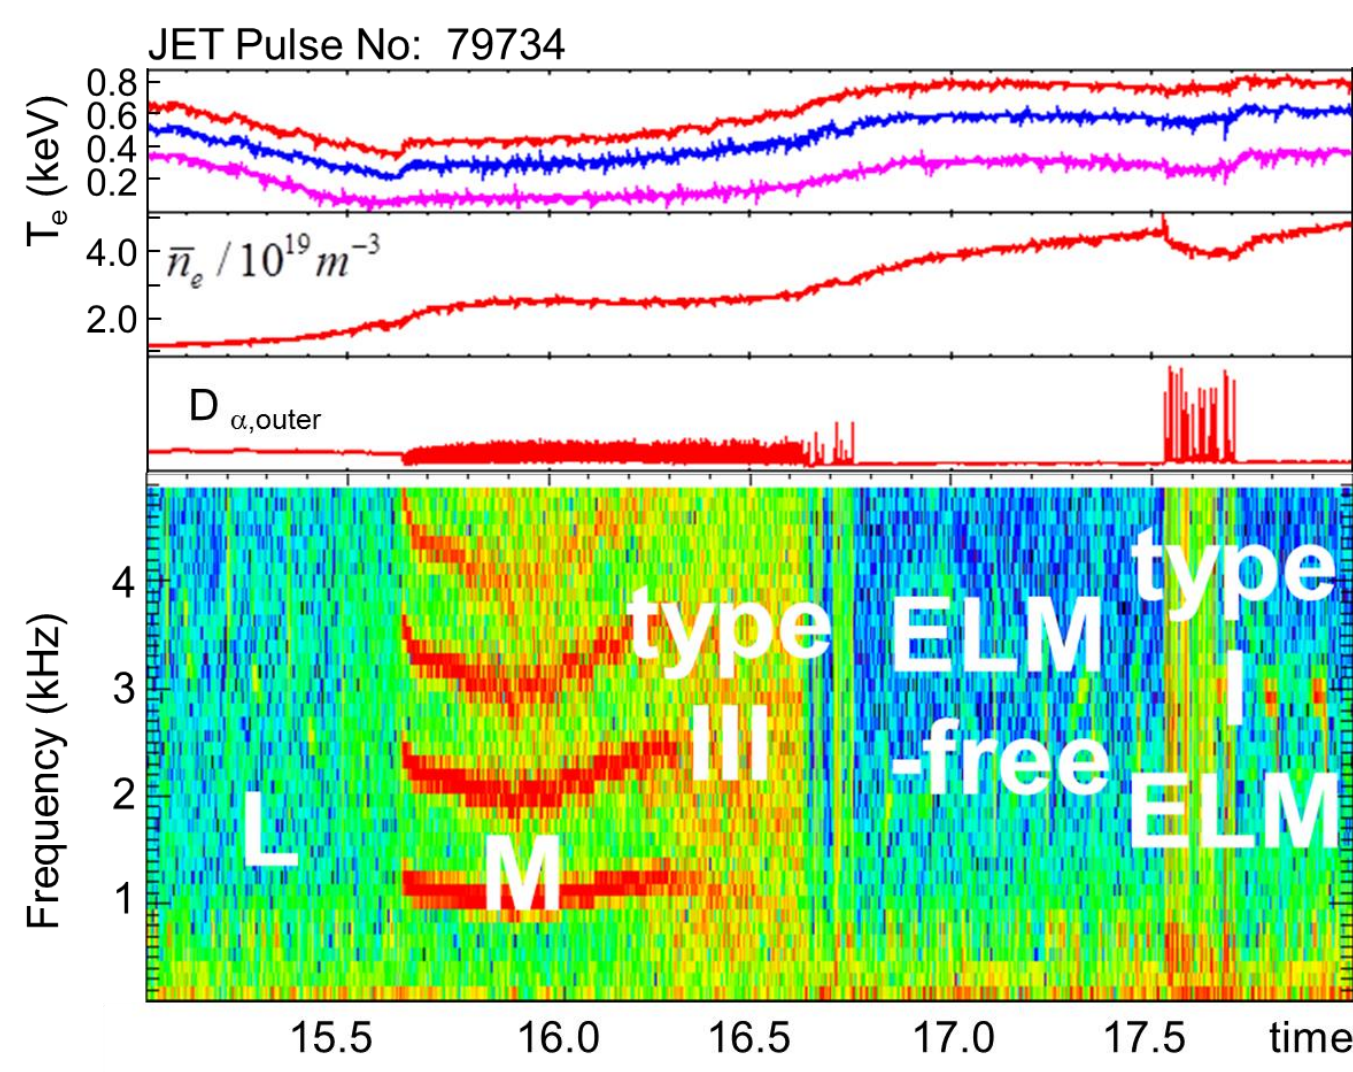 JET Pulse No: 79734
Te (keV)
0.8
0.6
0.4
0.2
n̅e / 10¹⁹ m⁻³
4.0
2.0
Dα,outer
Frequency (kHz)
4
3
2
1
L
M
type
III
ELM
-free
type
I
ELM
15.5 16.0 16.5 17.0 17.5 time